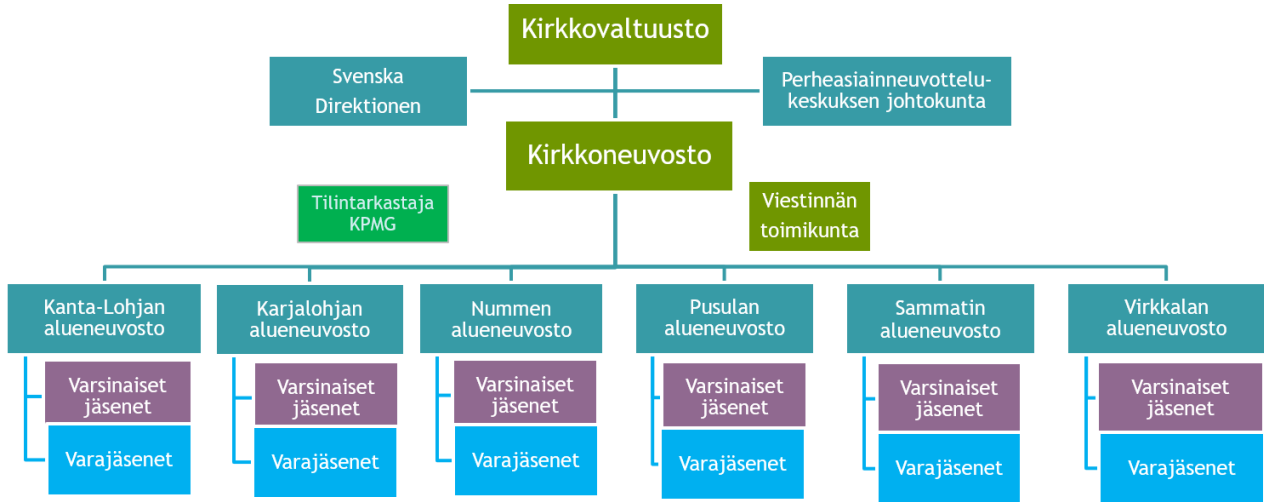 Kirkkovaltuusto
Svenska
Direktionen
Perheasiainneuvottelu-
keskuksen johtokunta
Kirkkoneuvosto
Tilintarkastaja
KPMG
Viestinnän
toimikunta
Kanta-Lohjan
alueneuvosto
Karjalohjan
alueneuvosto
Nummen
alueneuvosto
Pusulan
alueneuvosto
Sammatin
alueneuvosto
Virkkalan
alueneuvosto
Varsinaiset
jäsenet
Varsinaiset
jäsenet
Varsinaiset
jäsenet
Varsinaiset
jäsenet
Varsinaiset
jäsenet
Varsinaiset
jäsenet
Varajäsenet
Varajäsenet
Varajäsenet
Varajäsenet
Varajäsenet
Varajäsenet